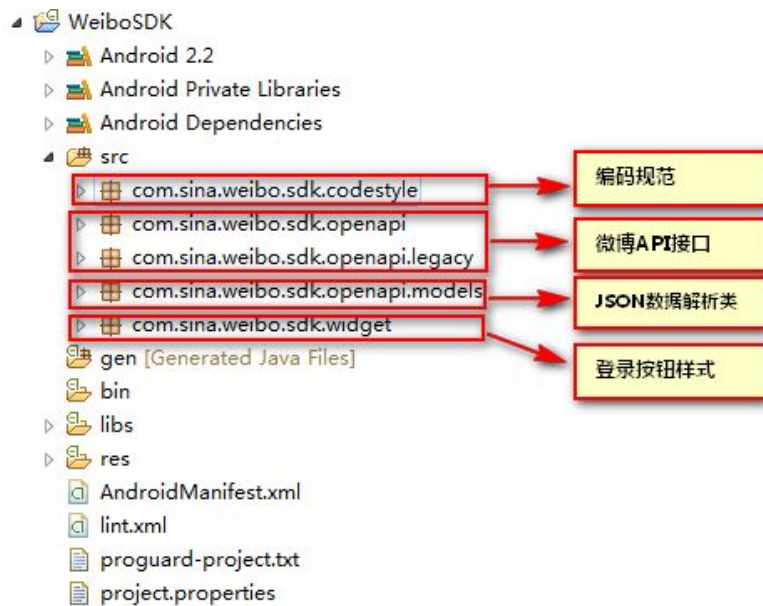 WeiboSDK
Android 2.2
Android Private Libraries
Android Dependencies
src
com.sina.weibo.sdk.codestyle
编码规范
com.sina.weibo.sdk.openapi
微博API接口
com.sina.weibo.sdk.openapi.legacy
com.sina.weibo.sdk.openapi.models
JSON数据解析类
com.sina.weibo.sdk.widget
登录按钮样式
gen [Generated Java Files]
bin
libs
res
AndroidManifest.xml
lint.xml
proguard-project.txt
project.properties